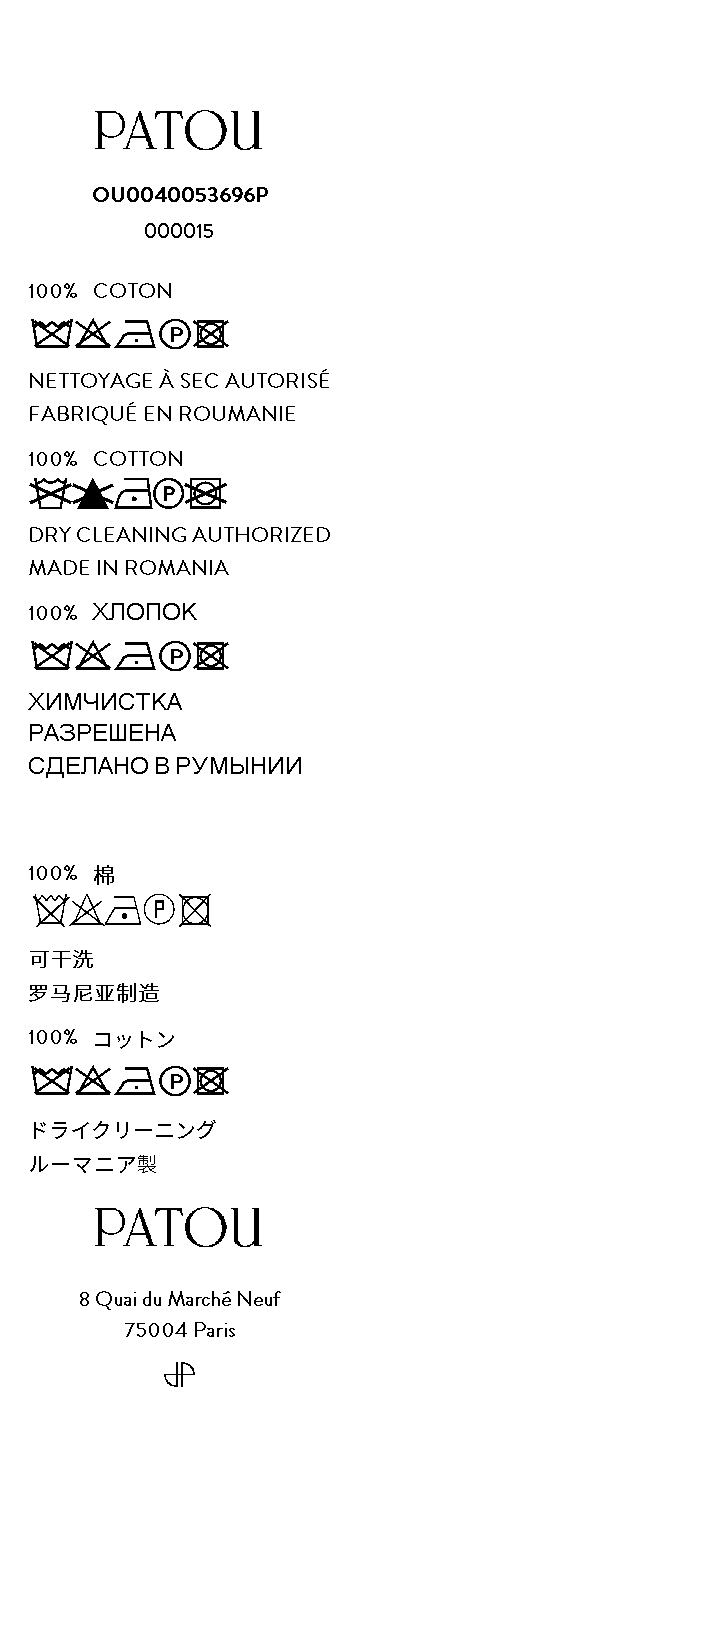 PATOU
OU0040053696P
000015
100% COTON
P
NETTOYAGE À SEC AUTORISÉ
FABRIQUÉ EN ROUMANIE
100% COTTON
P
DRY CLEANING AUTHORIZED
MADE IN ROMANIA
100% ХЛОПОК
P
ХИМЧИСТКА
РАЗРЕШЕНА
СДЕЛАНО В РУМЫНИИ
100% 棉
P
可干洗
罗马尼亚制造
100% コットン
P
ドライクリーニング
ルーマニア製
PATOU
8 Quai du Marché Neuf
75004 Paris
JP